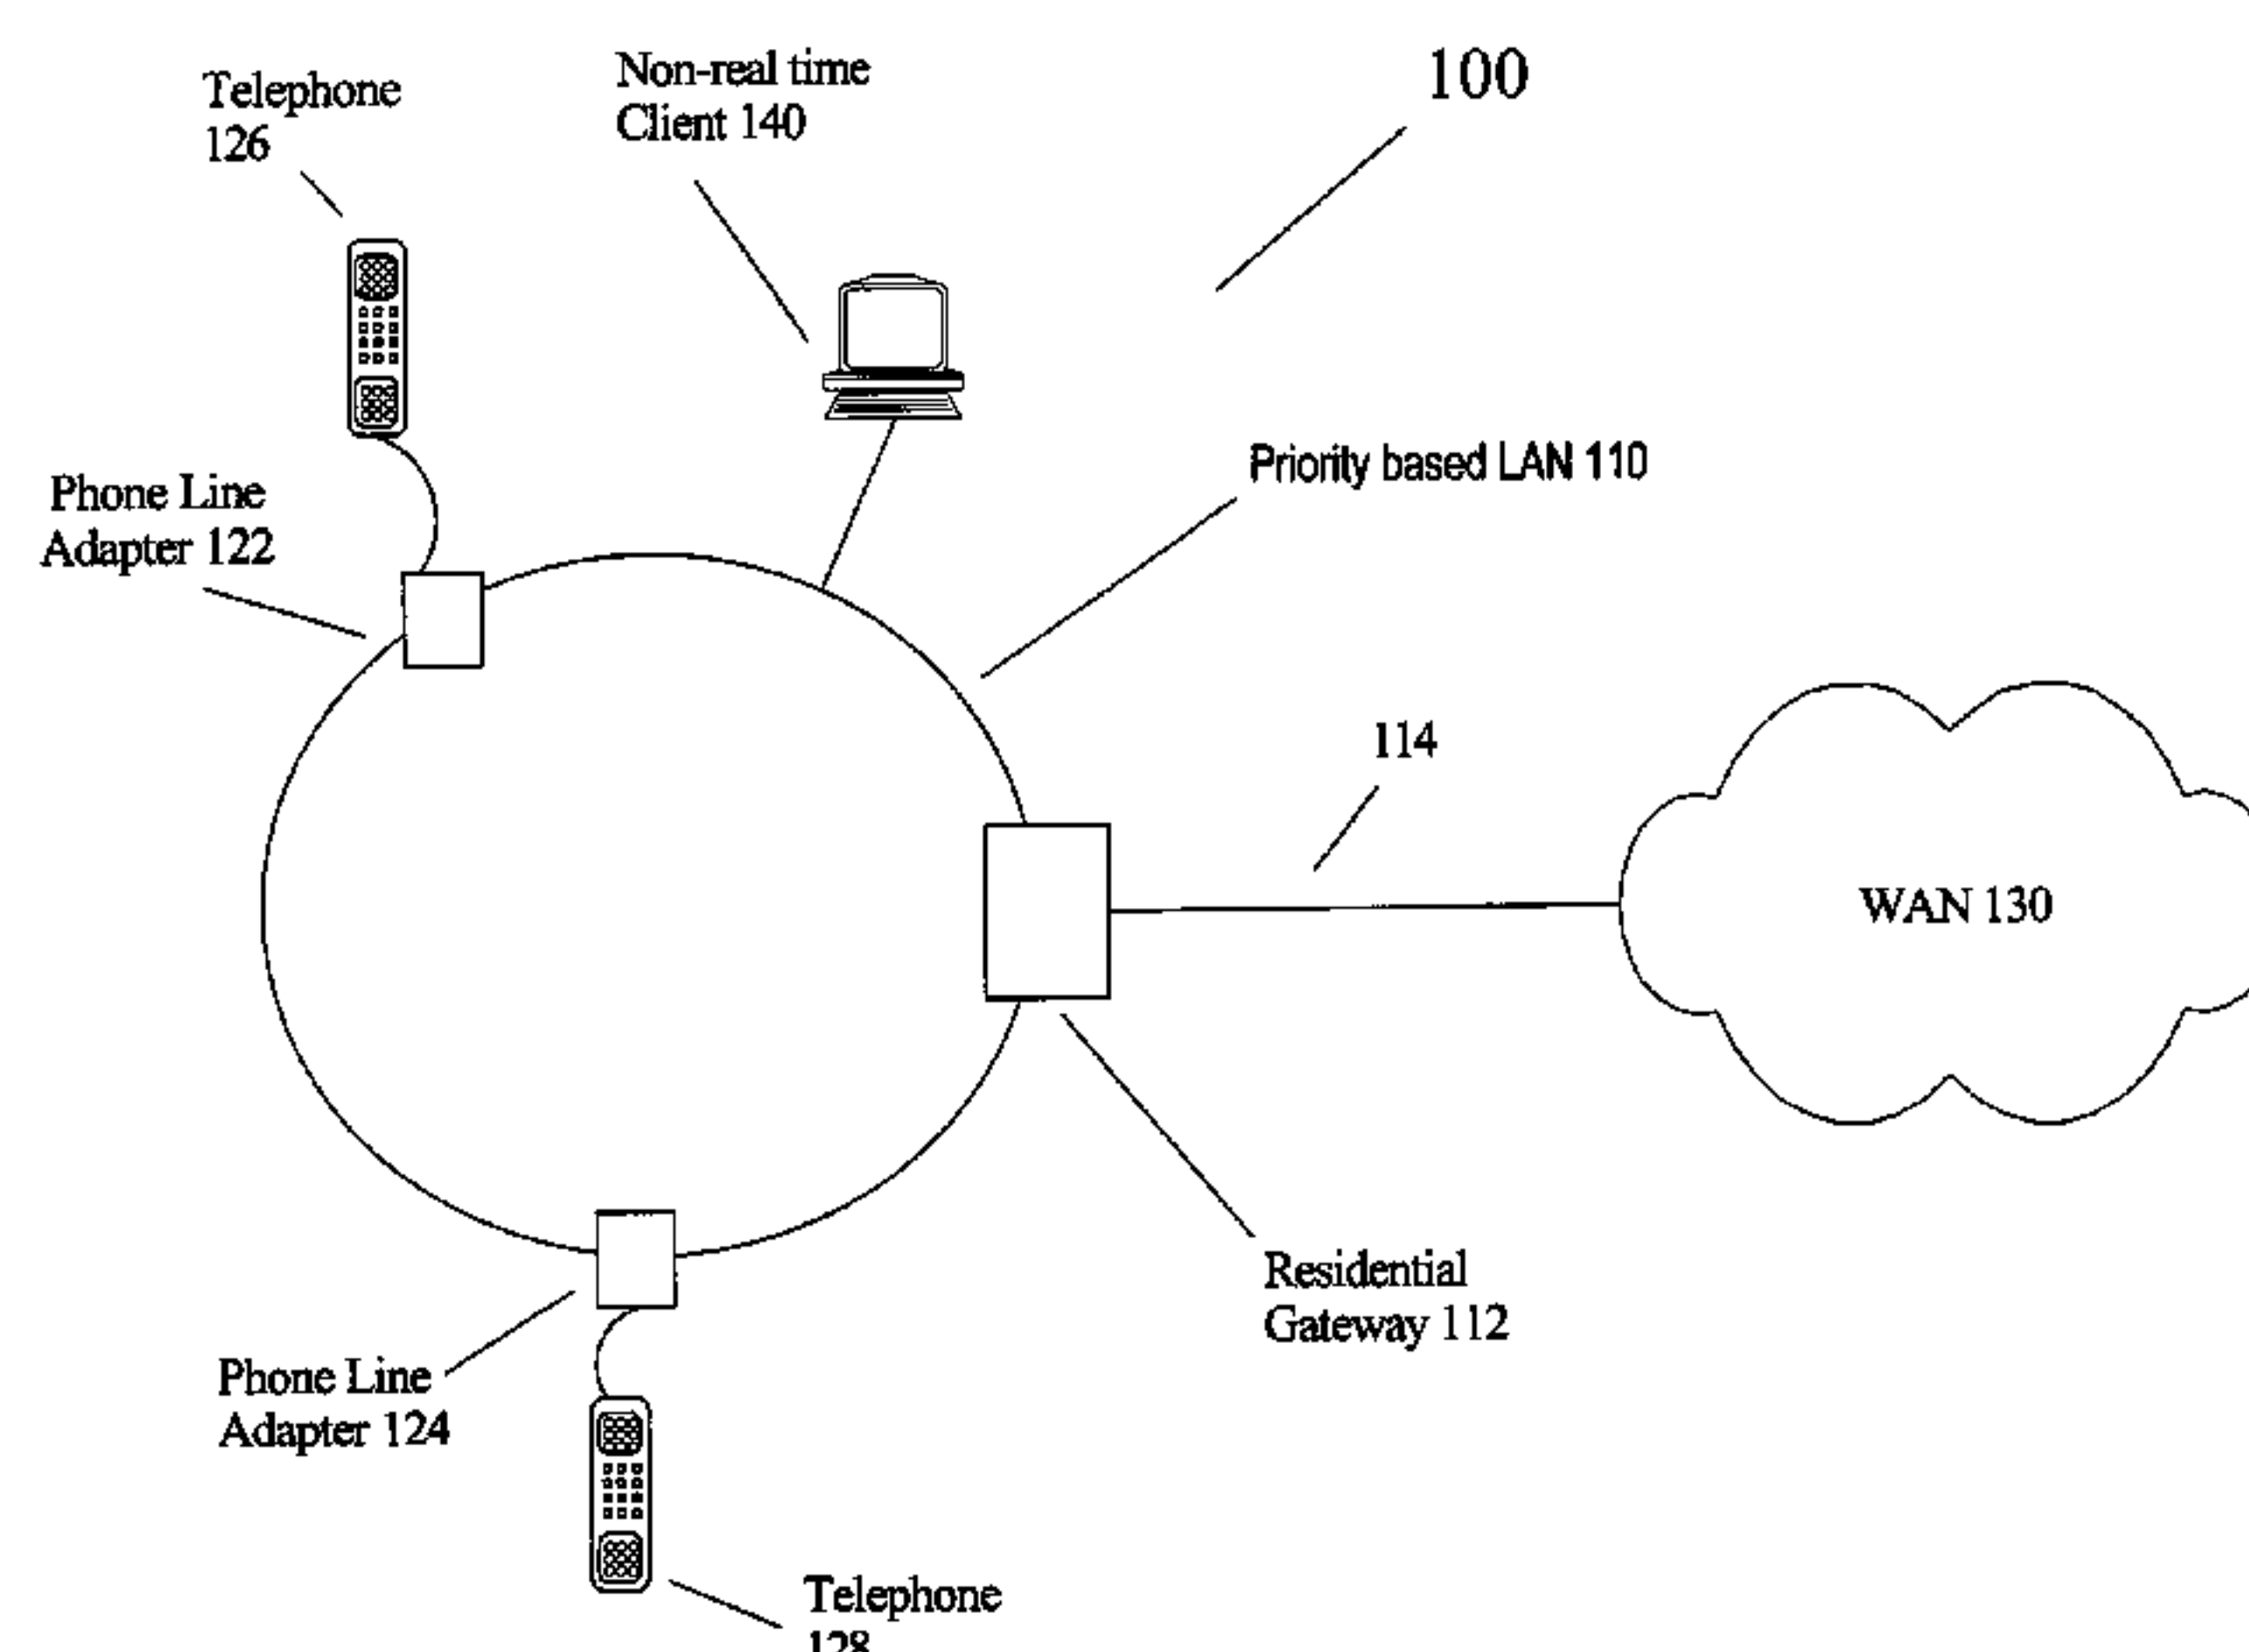 Telephone
126
Non-real time
Client 140
100
Phone Line
Adapter 122
Priority based LAN 110
114
WAN 130
Residential
Gateway 112
Phone Line
Adapter 124
Telephone
128